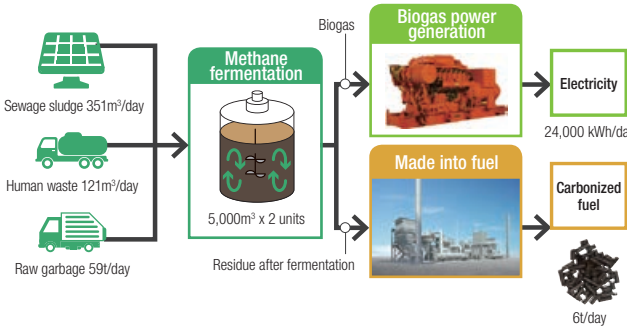 Sewage sludge 351m³/day
Human waste 121m³/day
Raw garbage 59t/day
Methane
fermentation
5,000m³ x 2 units
Biogas
Residue after fermentation
Biogas power
generation
Made into fuel
Electricity
24,000 kWh/da
Carbonized
fuel
6t/day